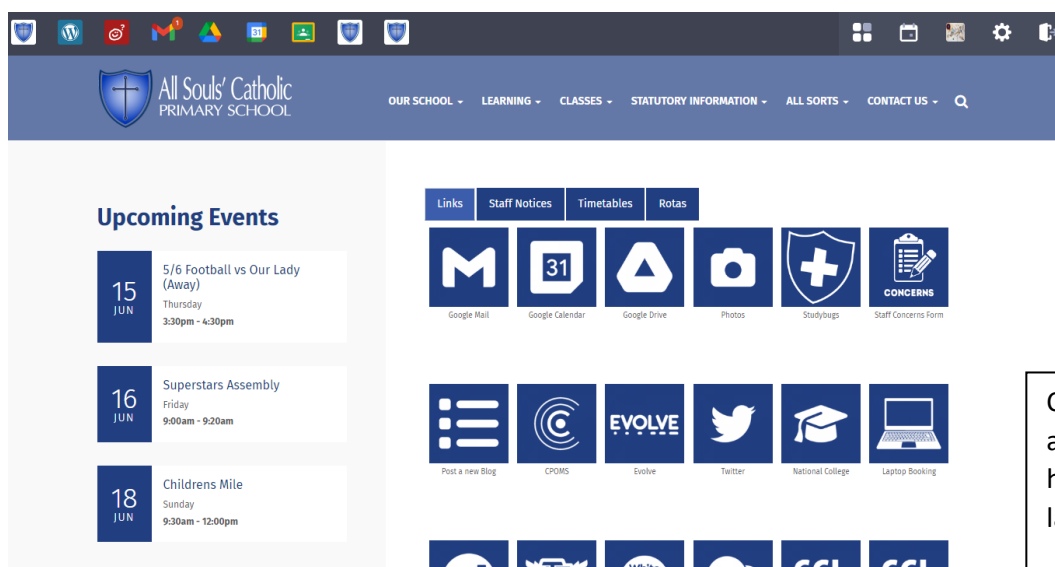 31
All Souls' Catholic
PRIMARY SCHOOL
OUR SCHOOL
LEARNING
CLASSES
STATUTORY INFORMATION
ALL SORTS
CONTACT US
Upcoming Events
15
JUN
5/6 Football vs Our Lady
(Away)
Thursday
3:30pm - 4:30pm
16
JUN
Superstars Assembly
Friday
9:00am - 9:20am
18
JUN
Childrens Mile
Sunday
9:30am - 12:00pm
Links Staff Notices Timetables Rotas
31
CONCERNS
Google Mail Google Calendar Google Drive Photos Studybugs Staff Concerns Form
EVOLVE
Post a new Blog CPOMS Evolve Twitter National College Laptop Booking
White